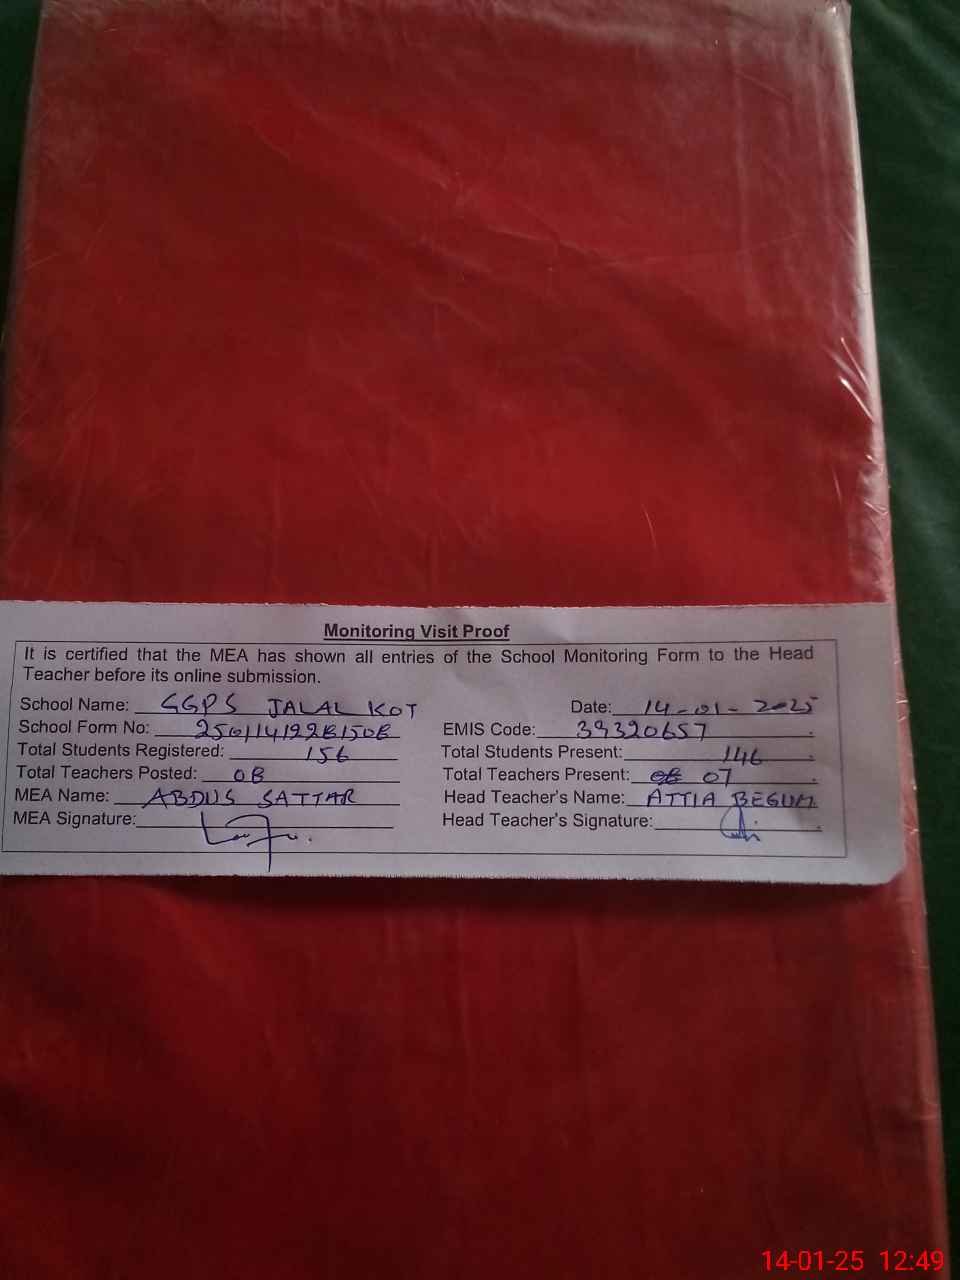 Monitoring Visit Proof
It is certified that the MEA has shown all entries of the School Monitoring Form to the Head
Teacher before its online submission.
School Name: GGPS JALAL KOT Date: 14-01-2025
School Form No: EMIS Code: 39320657
Total Students Registered: 156 Total Students Present: 146
Total Teachers Posted: 08 Total Teachers Present: 07
MEA Name: ABDUS SATTAR Head Teacher's Name: ATTIA BEGUM
MEA Signature: Head Teacher's Signature:
14-01-25 12:49